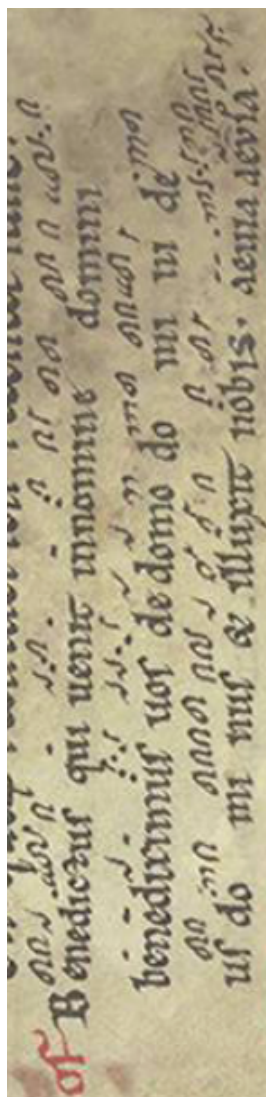 of Benedictus qui uenit innomine domini
benediximus uos de domo do mi ni de
us do mi nus & illuxit nobis. aeuia aeuia.